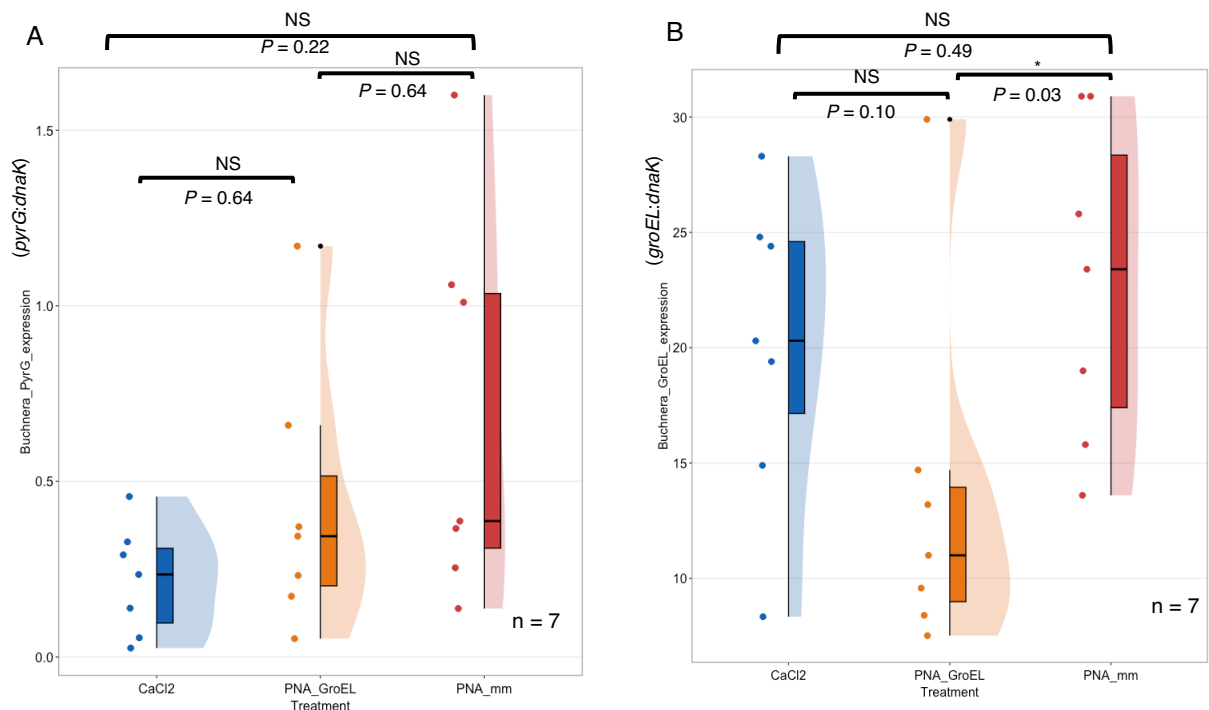 A
NS
P = 0.22
NS
P = 0.64
NS
P = 0.64
(pyrG:dnaK)
Buchnera_PyrG_expression
1.5
1.0
0.5
0.0
n = 7
CaCl2
PNA_GroEL
PNA_mm
Treatment
B
NS
P = 0.49
*
NS
P = 0.03
P = 0.10
(groEL:dnaK)
Buchnera_GroEL_expression
30
25
20
15
10
n = 7
CaCl2
PNA_GroEL
PNA_mm
Treatment